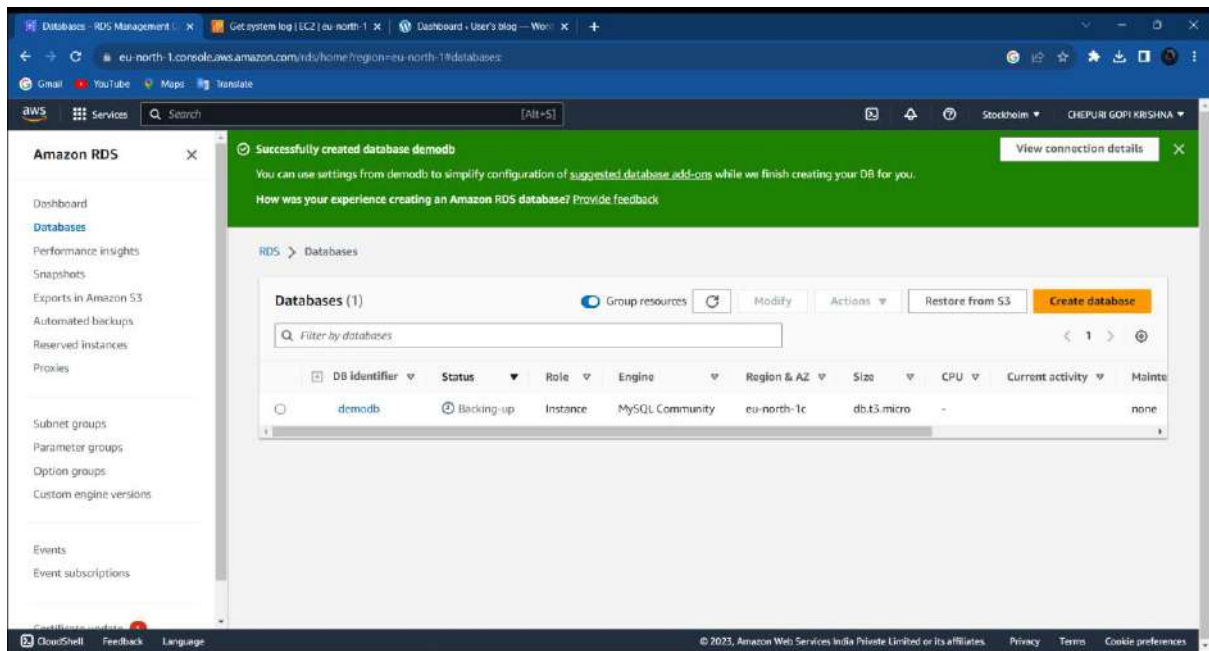 Databases - RDS Management C
Get system log | EC2 | eu-north-1
Dashboard ‹ User's blog — Wor
eu-north-1.console.aws.amazon.com/rds/home?region=eu-north-1#databases:
Gmail YouTube Maps Translate
aws Services Search [Alt+S] Stockholm CHEPURI GOPI KRISHNA
Amazon RDS
Dashboard
Databases
Performance insights
Snapshots
Exports in Amazon S3
Automated backups
Reserved instances
Proxies
Subnet groups
Parameter groups
Option groups
Custom engine versions
Events
Event subscriptions
Certificate update
Successfully created database demodb
View connection details
You can use settings from demodb to simplify configuration of suggested database add-ons while we finish creating your DB for you.
How was your experience creating an Amazon RDS database? Provide feedback
RDS > Databases
Databases (1) Group resources Modify Actions Restore from S3 Create database
Filter by databases 1
DB identifier Status Role Engine Region & AZ Size CPU Current activity Mainte
demodb Backing-up Instance MySQL Community eu-north-1c db.t3.micro - none
CloudShell Feedback Language © 2023, Amazon Web Services India Private Limited or its affiliates. Privacy Terms Cookie preferences